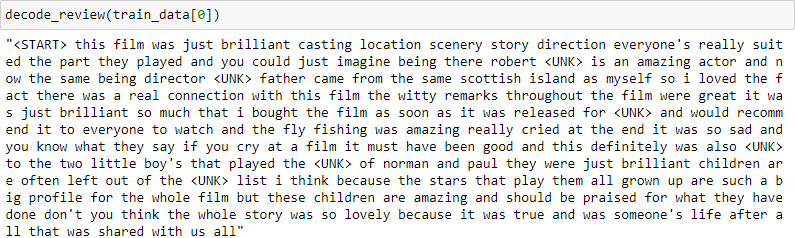 decode_review(train_data[0])
"<START> this film was just brilliant casting location scenery story direction everyone's really suit
ed the part they played and you could just imagine being there robert <UNK> is an amazing actor and n
ow the same being director <UNK> father came from the same scottish island as myself so i loved the f
act there was a real connection with this film the witty remarks throughout the film were great it wa
s just brilliant so much that i bought the film as soon as it was released for <UNK> and would recomm
end it to everyone to watch and the fly fishing was amazing really cried at the end it was so sad and
you know what they say if you cry at a film it must have been good and this definitely was also <UNK>
to the two little boy's that played the <UNK> of norman and paul they were just brilliant children ar
e often left out of the <UNK> list i think because the stars that play them all grown up are such a b
ig profile for the whole film but these children are amazing and should be praised for what they have
done don't you think the whole story was so lovely because it was true and was someone's life after a
ll that was shared with us all"